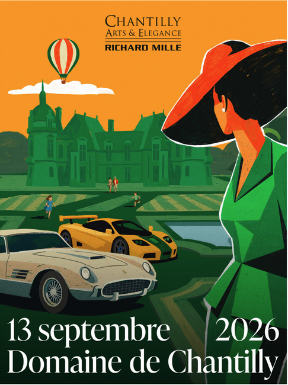 CHANTILLY
ARTS & ELEGANCE
RICHARD MILLE
13 septembre 2026
Domaine de Chantilly